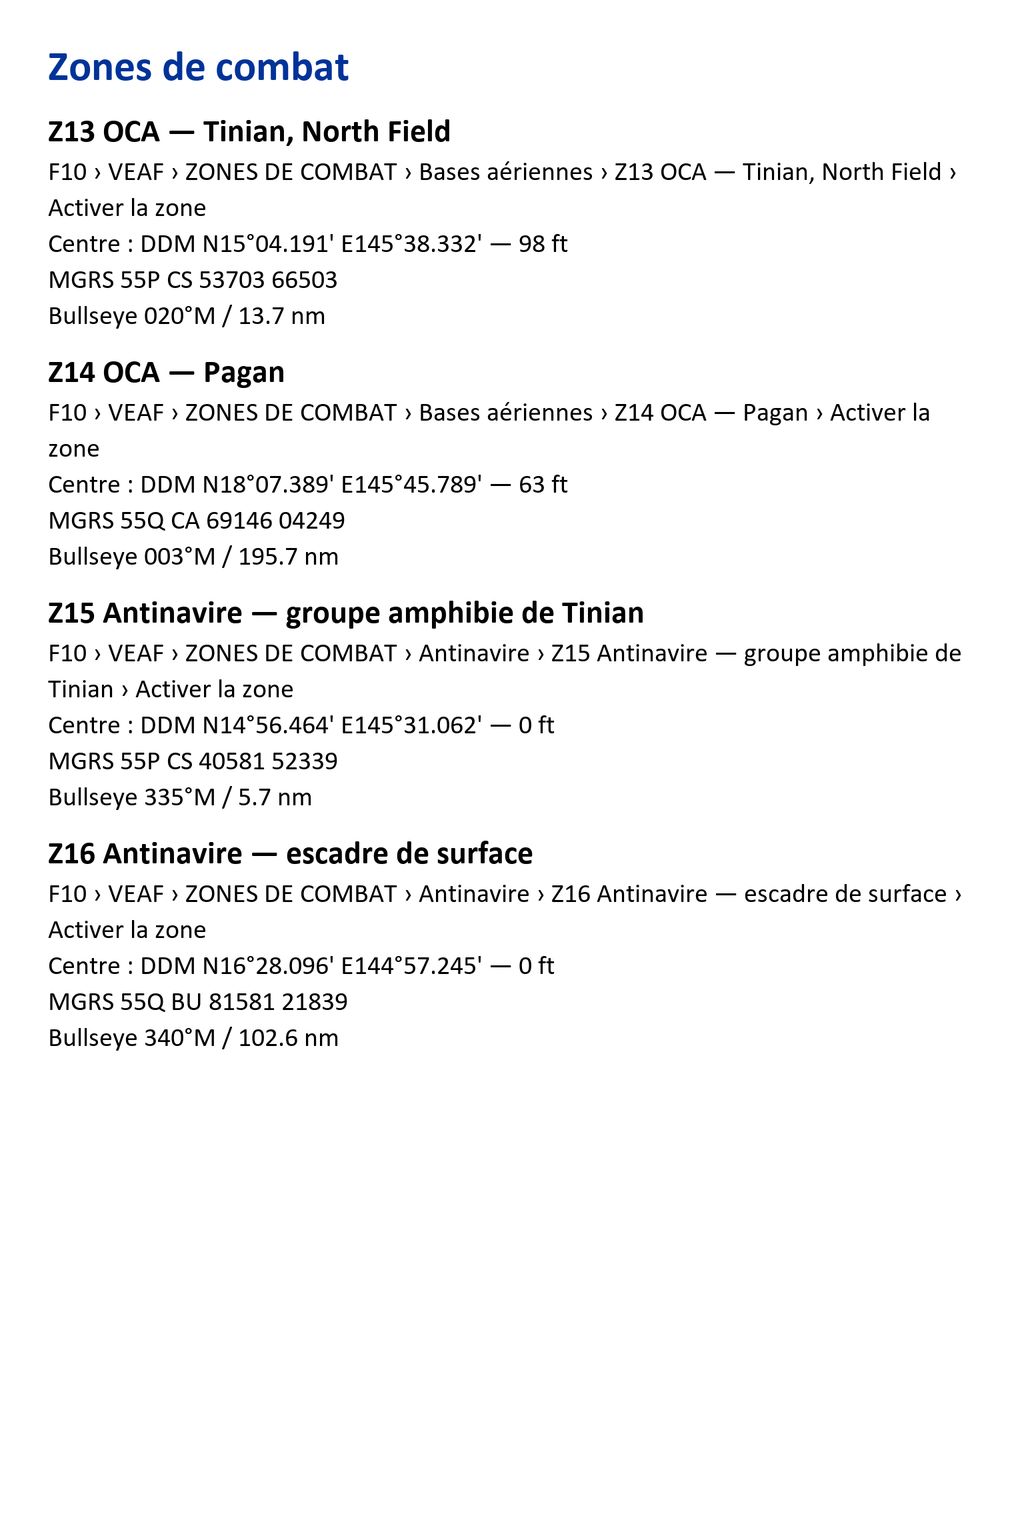 Zones de combat
Z13 OCA — Tinian, North Field
F10 › VEAF › ZONES DE COMBAT › Bases aériennes › Z13 OCA — Tinian, North Field ›
Activer la zone
Centre : DDM N15°04.191' E145°38.332' — 98 ft
MGRS 55P CS 53703 66503
Bullseye 020°M / 13.7 nm
Z14 OCA — Pagan
F10 › VEAF › ZONES DE COMBAT › Bases aériennes › Z14 OCA — Pagan › Activer la
zone
Centre : DDM N18°07.389' E145°45.789' — 63 ft
MGRS 55Q CA 69146 04249
Bullseye 003°M / 195.7 nm
Z15 Antinavire — groupe amphibie de Tinian
F10 › VEAF › ZONES DE COMBAT › Antinavire › Z15 Antinavire — groupe amphibie de
Tinian › Activer la zone
Centre : DDM N14°56.464' E145°31.062' — 0 ft
MGRS 55P CS 40581 52339
Bullseye 335°M / 5.7 nm
Z16 Antinavire — escadre de surface
F10 › VEAF › ZONES DE COMBAT › Antinavire › Z16 Antinavire — escadre de surface ›
Activer la zone
Centre : DDM N16°28.096' E144°57.245' — 0 ft
MGRS 55Q BU 81581 21839
Bullseye 340°M / 102.6 nm